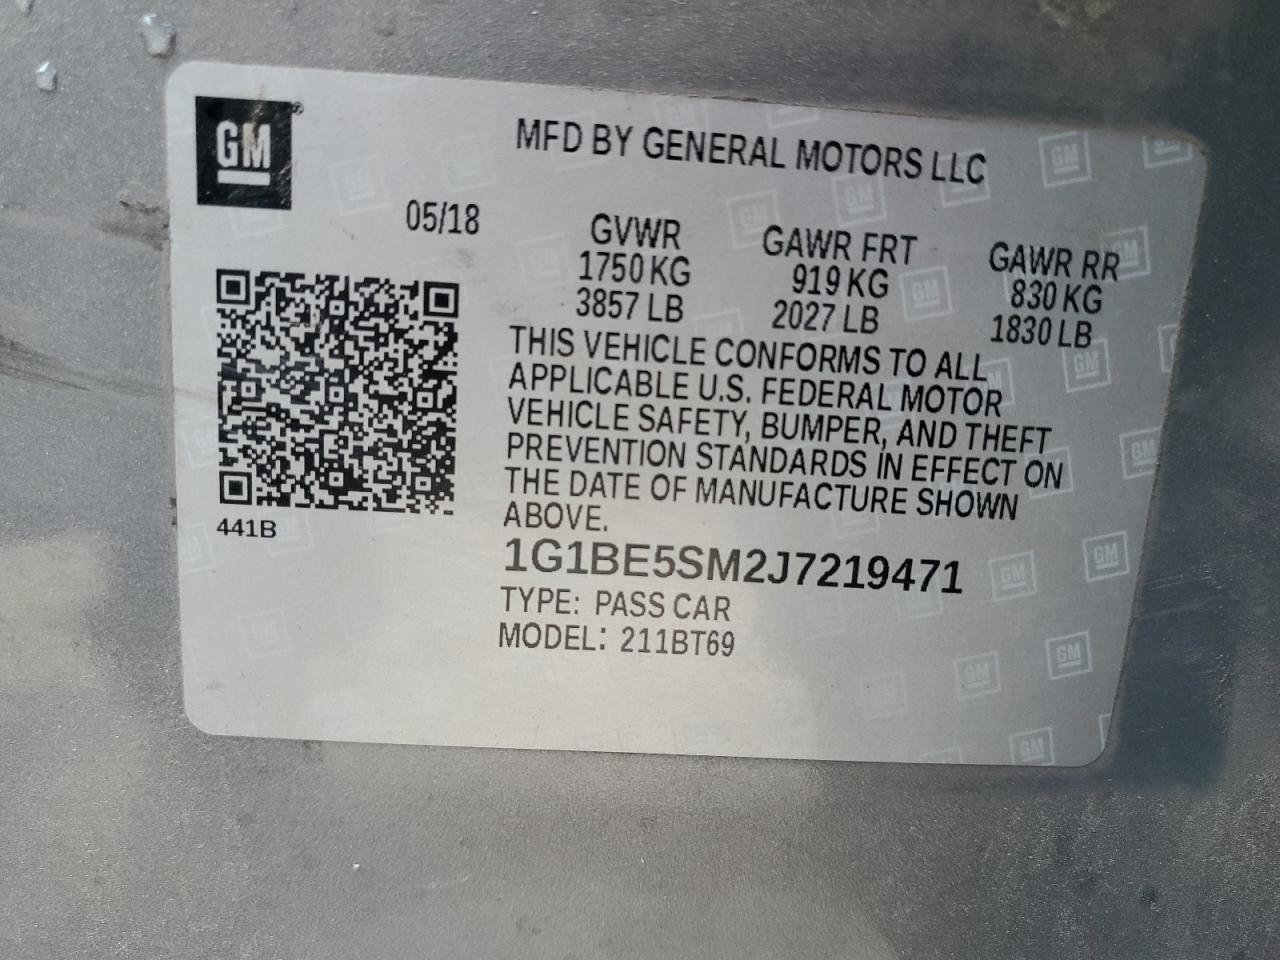 GM®
MFD BY GENERAL MOTORS LLC
05/18
GVWR GAWR FRT GAWR RR
1750 KG 919 KG 830 KG
3857 LB 2027 LB 1830 LB
THIS VEHICLE CONFORMS TO ALL
APPLICABLE U.S. FEDERAL MOTOR
VEHICLE SAFETY, BUMPER, AND THEFT
PREVENTION STANDARDS IN EFFECT ON
THE DATE OF MANUFACTURE SHOWN
ABOVE.
441B
1G1BE5SM2J7219471
TYPE: PASS CAR
MODEL: 211BT69